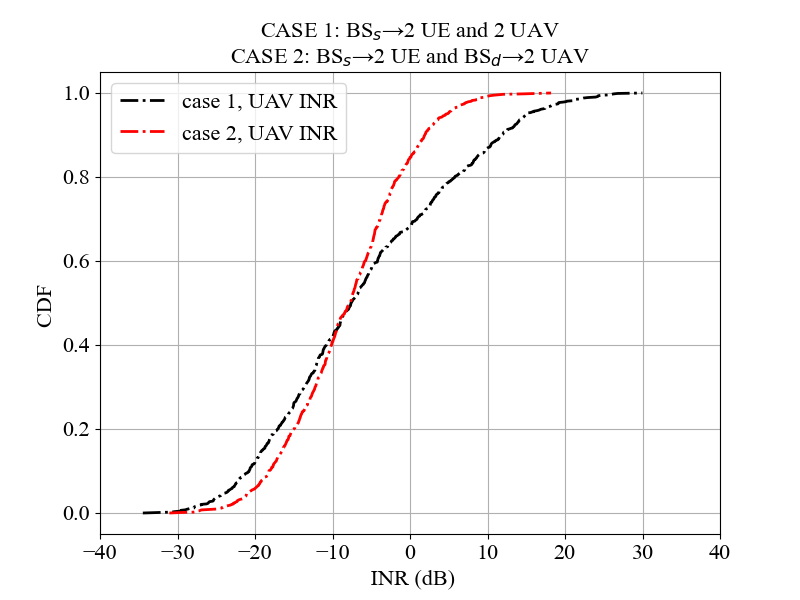 CASE 1: BSₛ→2 UE and 2 UAV
CASE 2: BSₛ→2 UE and BS_d→2 UAV
case 1, UAV INR
case 2, UAV INR
1.0
0.8
0.6
0.4
0.2
0.0
CDF
−40 −30 −20 −10 0 10 20 30 40
INR (dB)